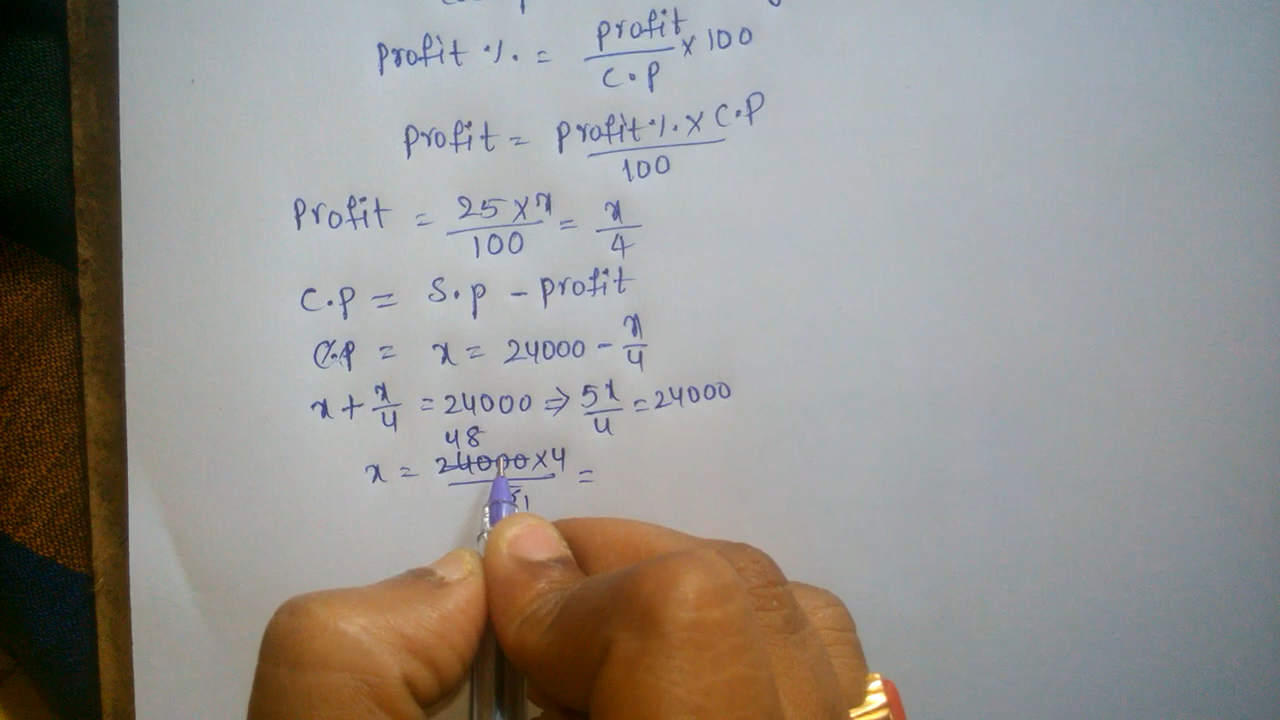 Profit % = profit/C.P × 100
Profit = Profit % × C.P/100
Profit = 25 × x/100 = x/4
C.P = S.P - profit
C.P = x = 24000 - x/4
x + x/4 = 24000 ⇒ 5x/4 = 24000
48
x = 24000 × 4/5 =
1